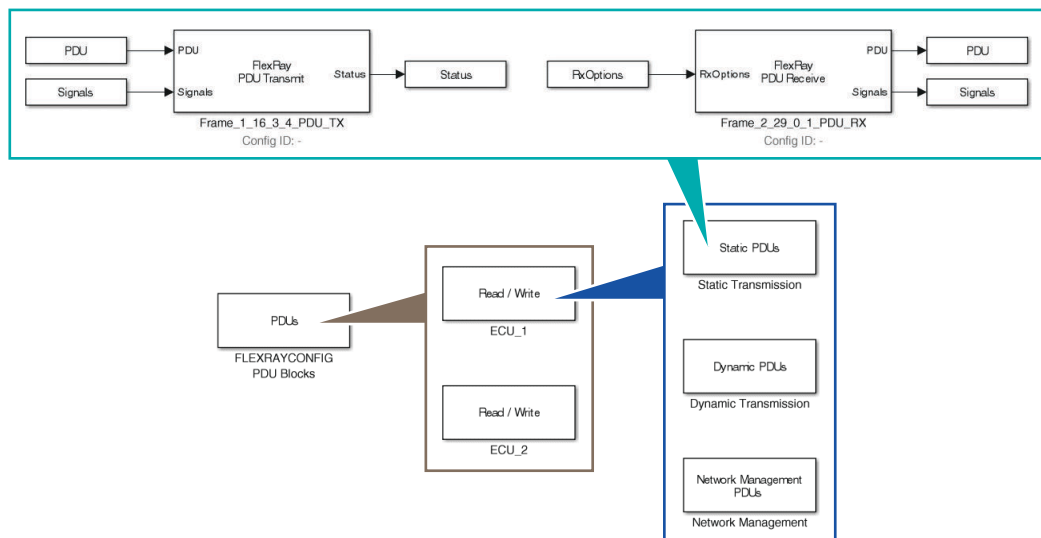 PDU
Signals
PDU
Signals
FlexRay
PDU Transmit
Status
Status
Frame_1_16_3_4_PDU_TX
Config ID: -
RxOptions
RxOptions
FlexRay
PDU Receive
PDU
Signals
PDU
Signals
Frame_2_29_0_1_PDU_RX
Config ID: -
PDUs
FLEXRAYCONFIG
PDU Blocks
Read / Write
ECU_1
Read / Write
ECU_2
Static PDUs
Static Transmission
Dynamic PDUs
Dynamic Transmission
Network Management
PDUs
Network Management